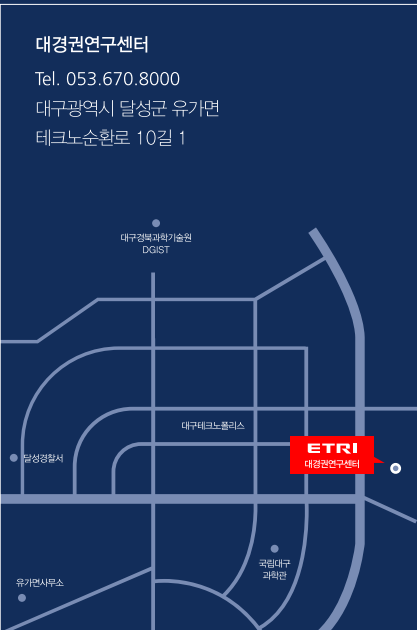 대경권연구센터
Tel. 053.670.8000
대구광역시 달성군 유가면
테크노순환로 10길 1
대구경북과학기술원
DGIST
대구테크노폴리스
ETRI
대경권연구센터
달성경찰서
국립대구
과학관
유가면사무소